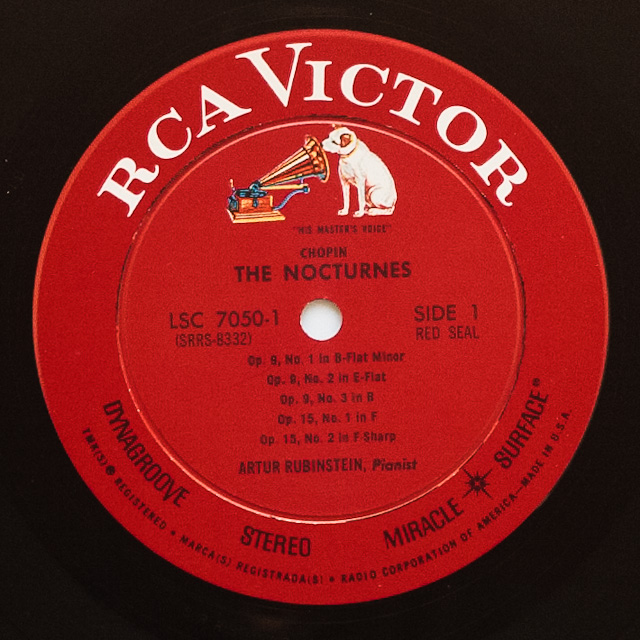 RCA VICTOR
"HIS MASTER'S VOICE"
CHOPIN
THE NOCTURNES
LSC 7050-1
(SRRS-8332)
SIDE 1
RED SEAL
Op. 9, No. 1 in B-Flat Minor
Op. 9, No. 2 in E-Flat
Op. 9, No. 3 in B
Op. 15, No. 1 in F
Op. 15, No. 2 in F Sharp
ARTUR RUBINSTEIN, Pianist
DYNAGROOVE
STEREO
MIRACLE SURFACE®
TMK(S) ® REGISTERED • MARCA(S) REGISTRADA(S) • RADIO CORPORATION OF AMERICA—MADE IN U.S.A.